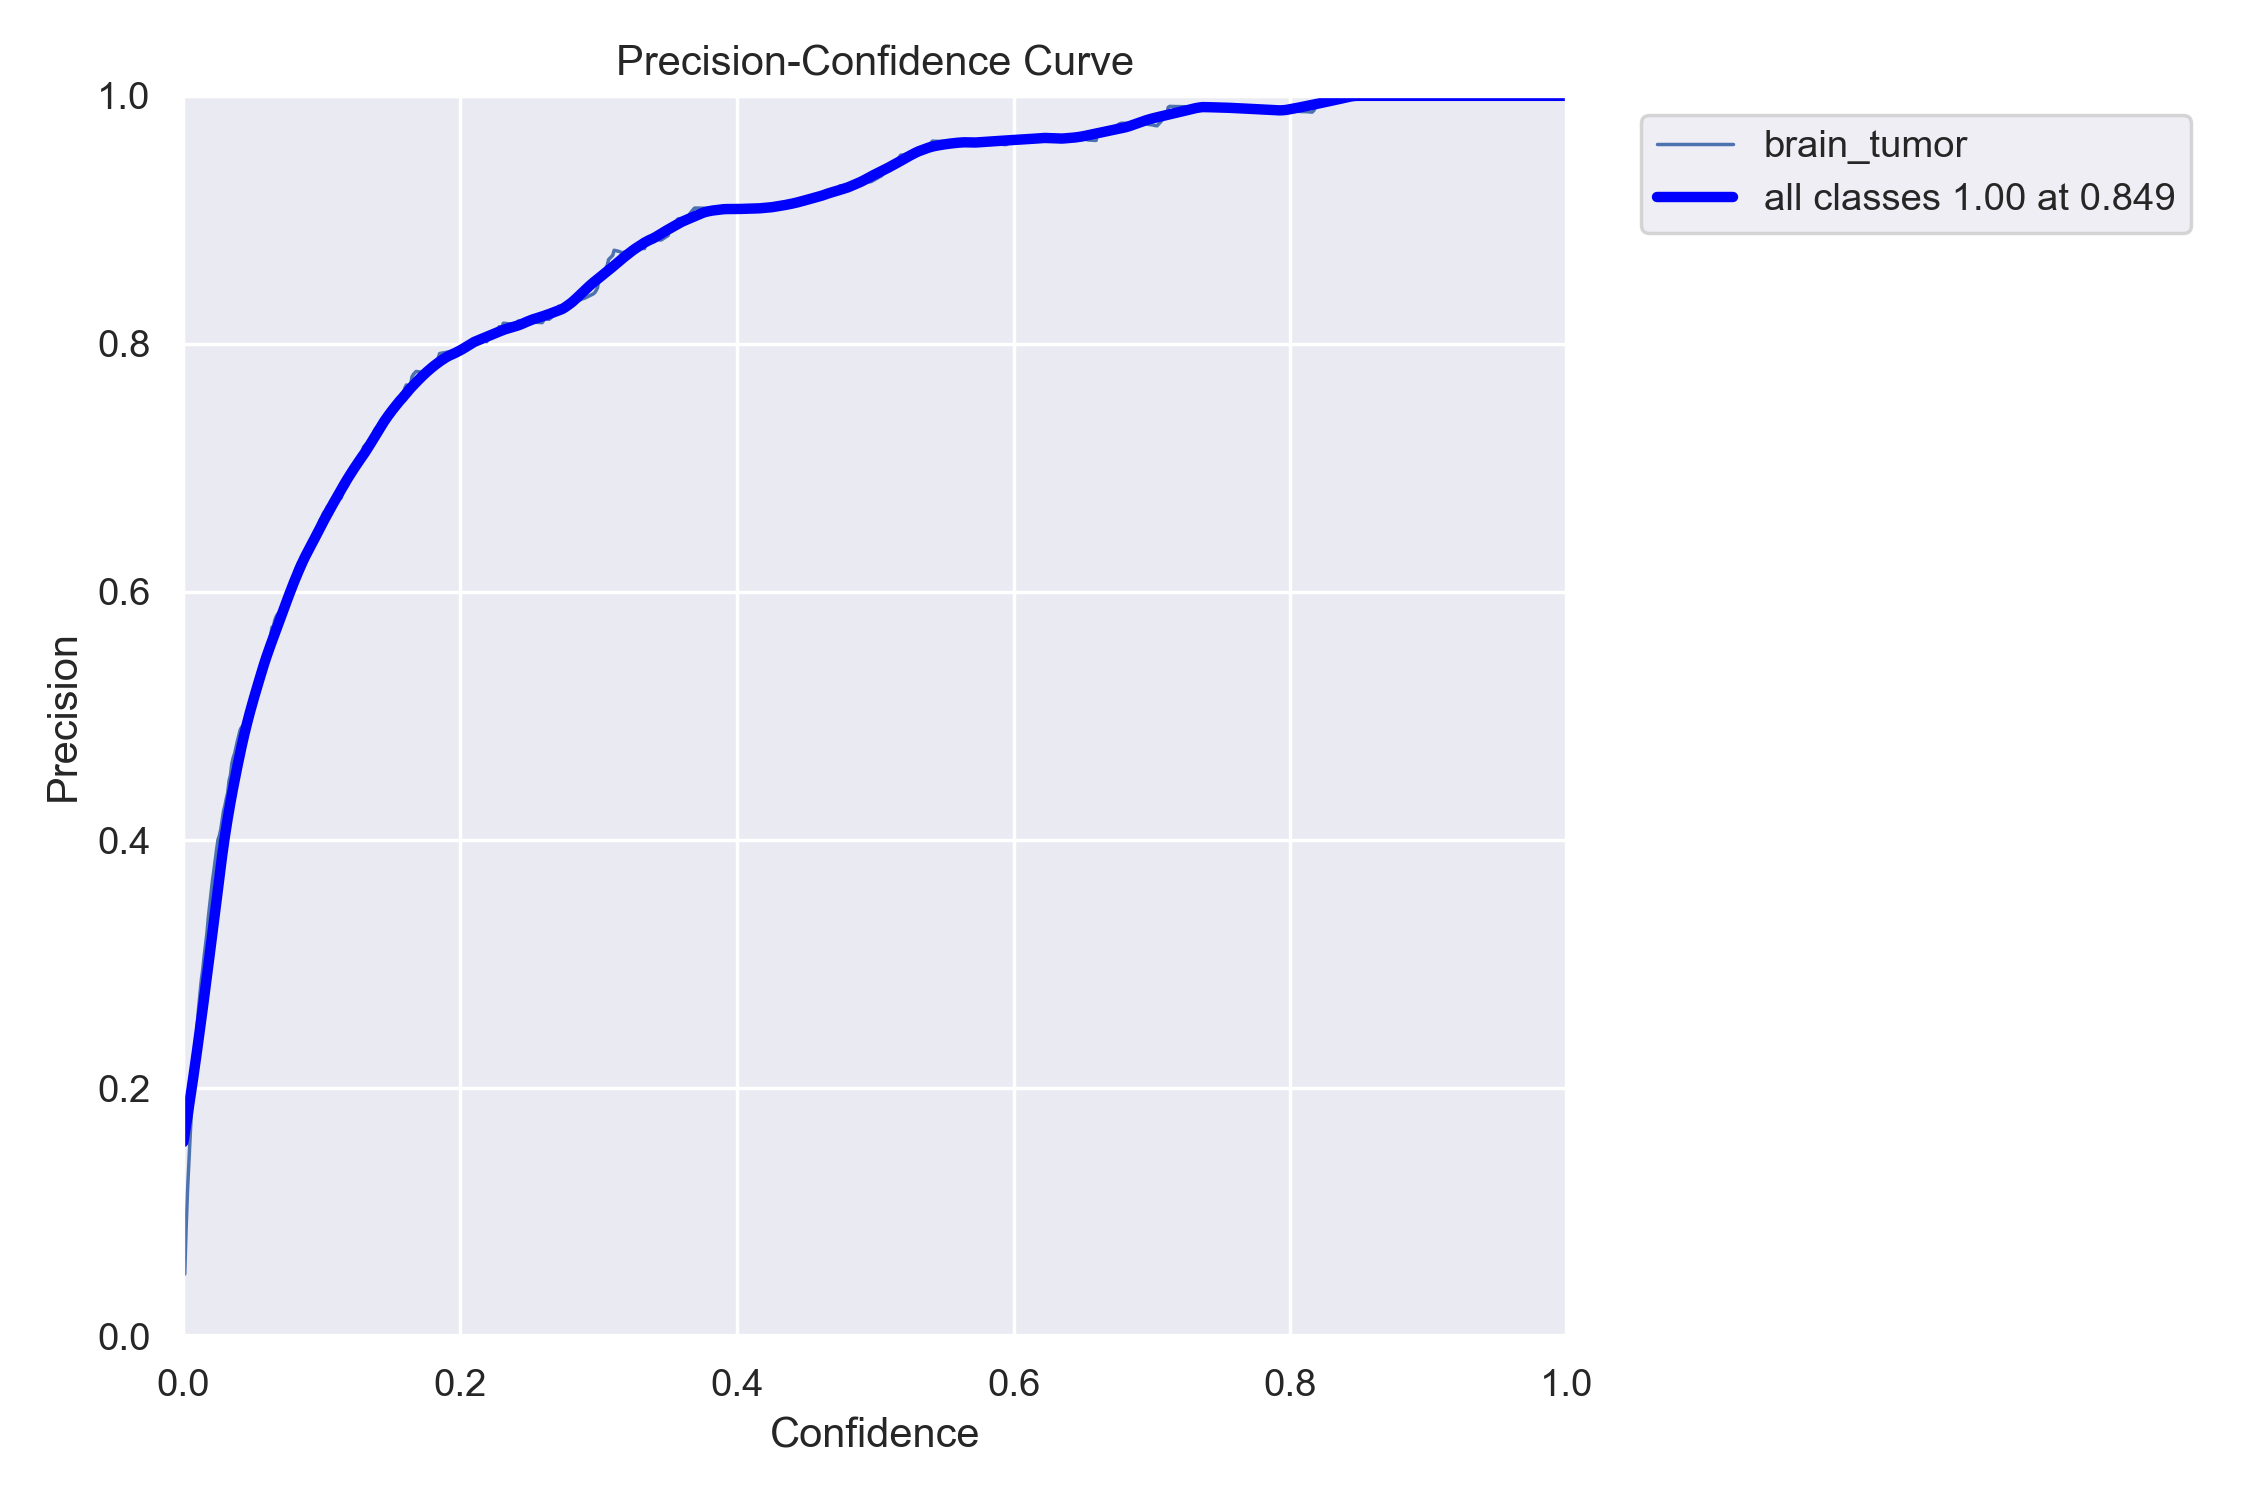 Precision-Confidence Curve
1.0
0.8
0.6
0.4
0.2
0.0
Precision
0.0 0.2 0.4 0.6 0.8 1.0
Confidence
brain_tumor
all classes 1.00 at 0.849